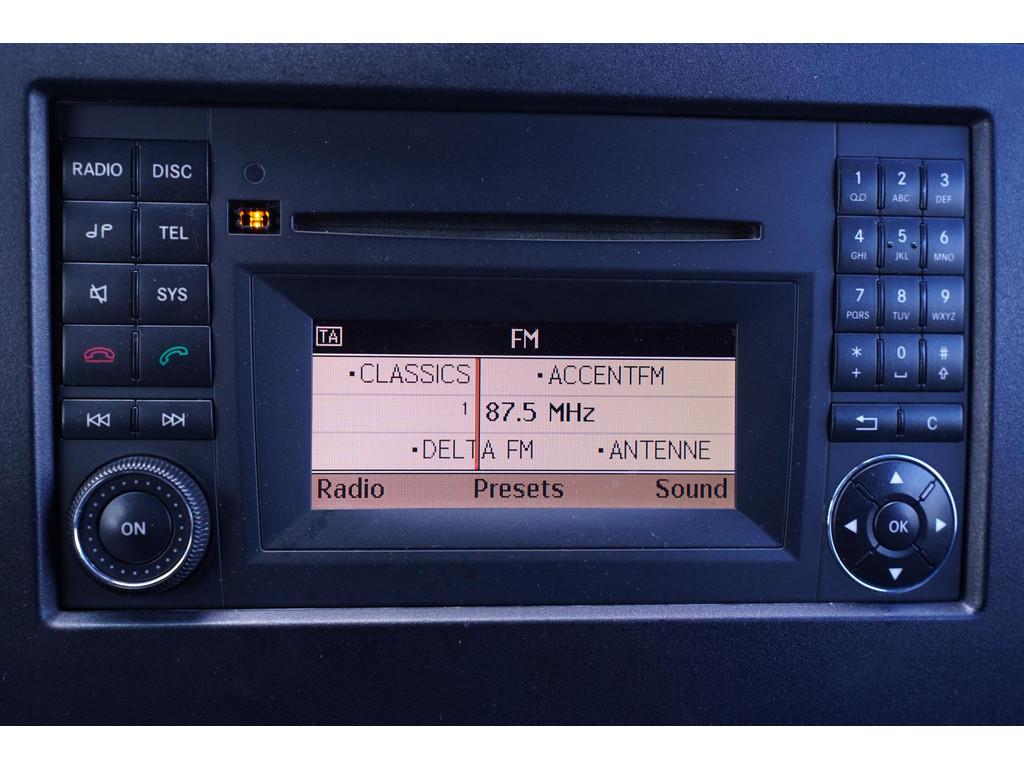 RADIO DISC
TEL
SYS
ON
TA FM
CLASSICS ACCENTFM
1 87.5 MHz
DELTA FM ANTENNE
Radio Presets Sound
1 2 3
ABC DEF
4 5 6
GHI JKL MNO
7 8 9
PQRS TUV WXYZ
* 0 #
+
C
OK